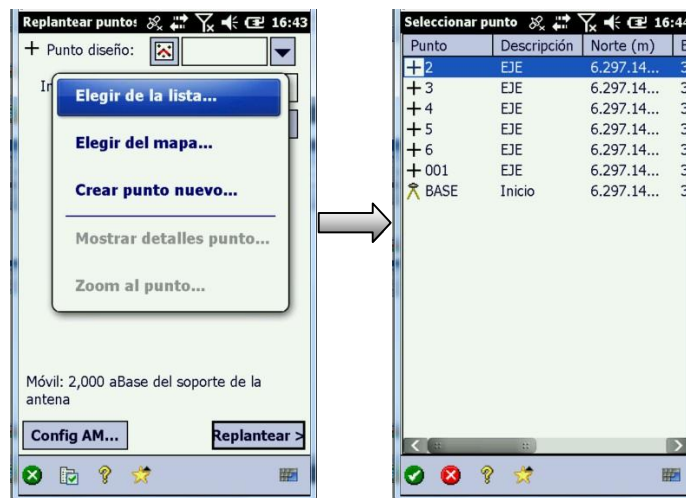 Replantear puntos 16:43
Punto diseño:
Elegir de la lista...
Elegir del mapa...
Crear punto nuevo...
Mostrar detalles punto...
Zoom al punto...
Móvil: 2,000 aBase del soporte de la
antena
Config AM... Replantear >
Seleccionar punto 16:44
Punto Descripción Norte (m)
2 EJE 6.297.14...
3 EJE 6.297.14...
4 EJE 6.297.14...
5 EJE 6.297.14...
6 EJE 6.297.14...
001 EJE 6.297.14...
BASE Inicio 6.297.14...